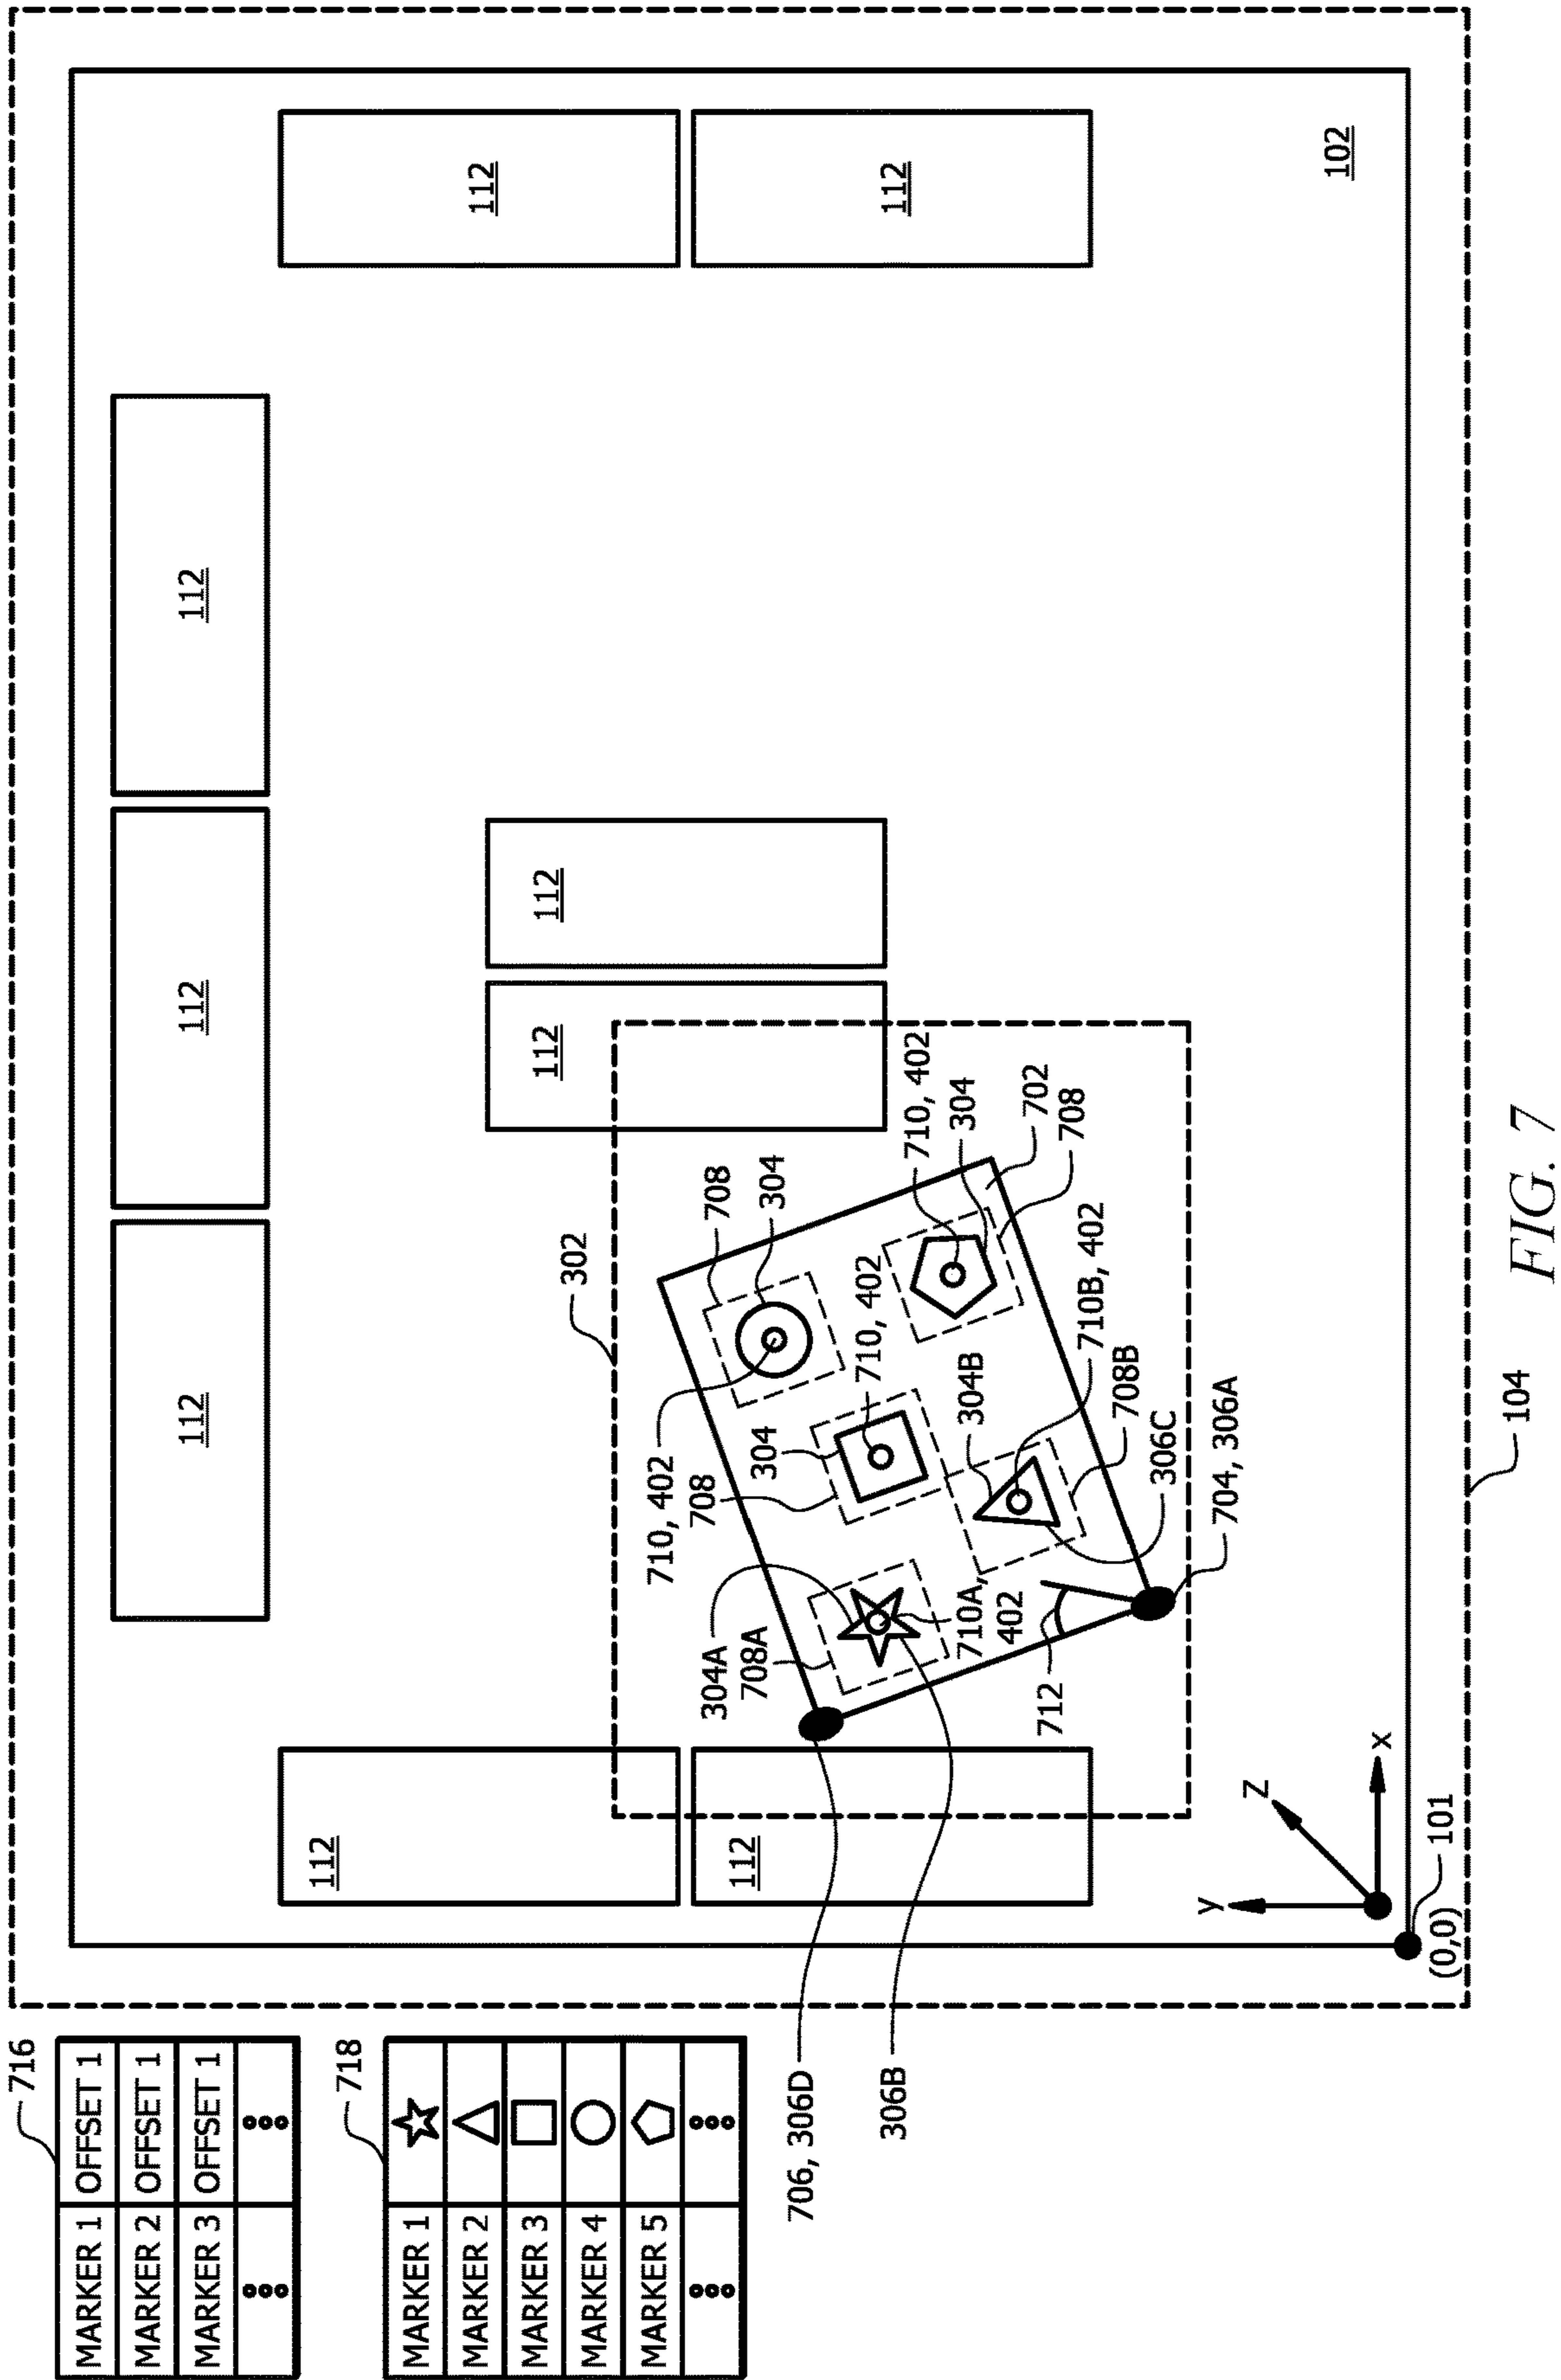 716
MARKER 1 OFFSET 1
MARKER 2 OFFSET 1
MARKER 3 OFFSET 1
718
MARKER 1
MARKER 2
MARKER 3
MARKER 4
MARKER 5
706, 306D
306B
112
112
112
112
112
112
112
112
112
102
302
304A
708A
710, 402
708
304
708
304
710, 402
710, 402
304
702
708
304B
710B, 402
708B
306C
704, 306A
710A,
402
712
y
Z
x
(0,0)
101
104
FIG. 7